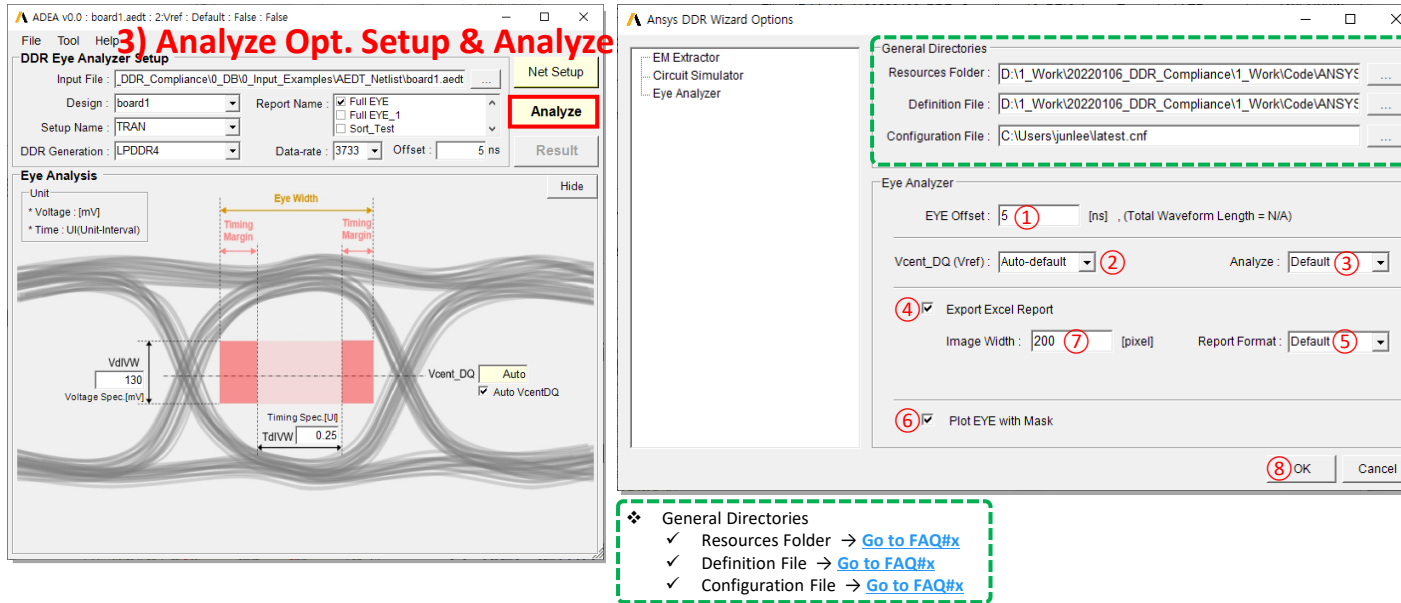 ADEA v0.0 : board1.aedt : 2:Vref : Default : False : False
File Tool Help
3) Analyze Opt. Setup & Analyze
DDR Eye Analyzer Setup
Input File : _DDR_Compliance\0_DB\0_Input_Examples\AEDT_Netlist\board1.aedt ... Net Setup
Design : board1 Report Name : Full EYE
Full EYE_1
Sort_Test
Analyze
Setup Name : TRAN
DDR Generation : LPDDR4 Data-rate : 3733 Offset : 5 ns Result
Eye Analysis
Hide
Unit
* Voltage : [mV]
* Time : UI(Unit-Interval)
Eye Width
Timing Margin
Timing Margin
VdIVW
130
Voltage Spec.[mV]
Vcent_DQ Auto
Auto VcentDQ
Timing Spec.[UI]
TdIVW 0.25
Ansys DDR Wizard Options
EM Extractor
Circuit Simulator
Eye Analyzer
General Directories
Resources Folder : D:\1_Work\20220106_DDR_Compliance\1_Work\Code\ANSYS ...
Definition File : D:\1_Work\20220106_DDR_Compliance\1_Work\Code\ANSYS ...
Configuration File : C:\Users\junlee\latest.cnf ...
Eye Analyzer
EYE Offset : 5 ① [ns] , (Total Waveform Length = N/A)
Vcent_DQ (Vref) : Auto-default ② Analyze : Default ③
④ Export Excel Report
Image Width : 200 ⑦ [pixel] Report Format : Default ⑤
⑥ Plot EYE with Mask
⑧ OK Cancel
❖ General Directories
✓ Resources Folder → Go to FAQ#x
✓ Definition File → Go to FAQ#x
✓ Configuration File → Go to FAQ#x